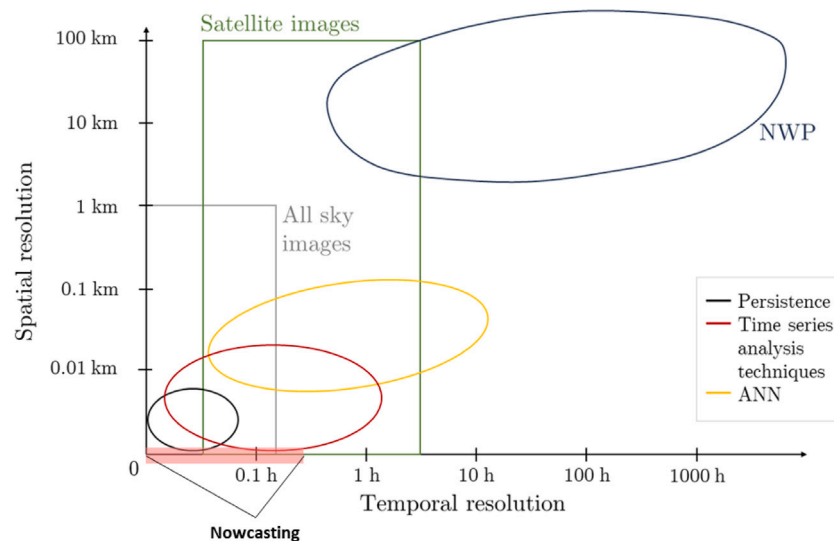 Satellite images
100 km
10 km
NWP
1 km
All sky
images
Spatial resolution
0.1 km
0.01 km
Persistence
Time series
analysis
techniques
ANN
0
0.1 h
1 h
10 h
100 h
1000 h
Temporal resolution
Nowcasting